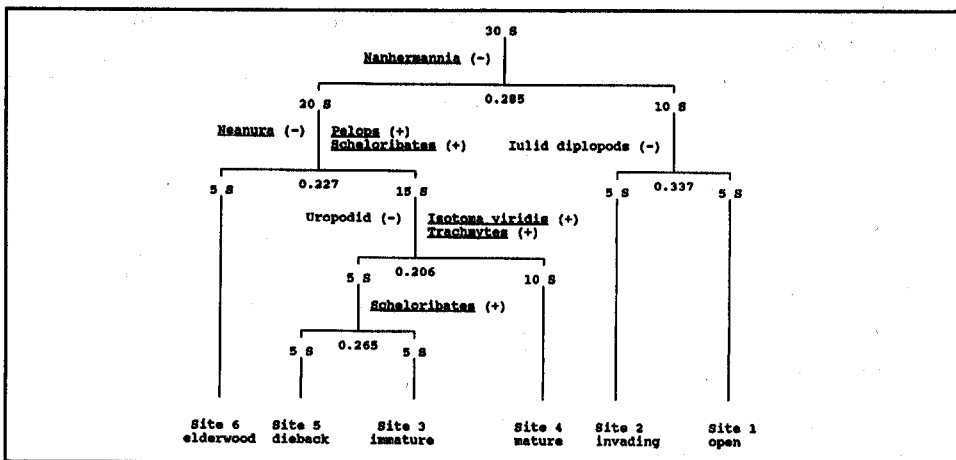 30 S
Nanhermannia (-)
0.285
20 S
10 S
Neanura (-)
Pelops (+)
Scheloribates (+)
Iulid diplopods (-)
5 S
0.227
15 S
5 S
0.337
5 S
Uropodid (-)
Isotoma viridis (+)
Trachytes (+)
5 S
0.206
10 S
Scheloribates (+)
5 S
0.265
5 S
Site 6
elderwood
Site 5
dieback
Site 3
immature
Site 4
mature
Site 2
invading
Site 1
open